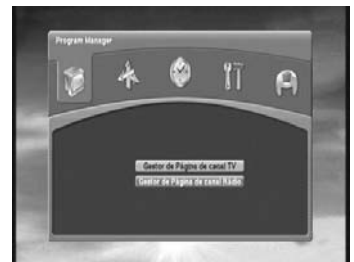 Program Manager
Gestor de Página de canal TV
Gestor de Página de canal Rádio